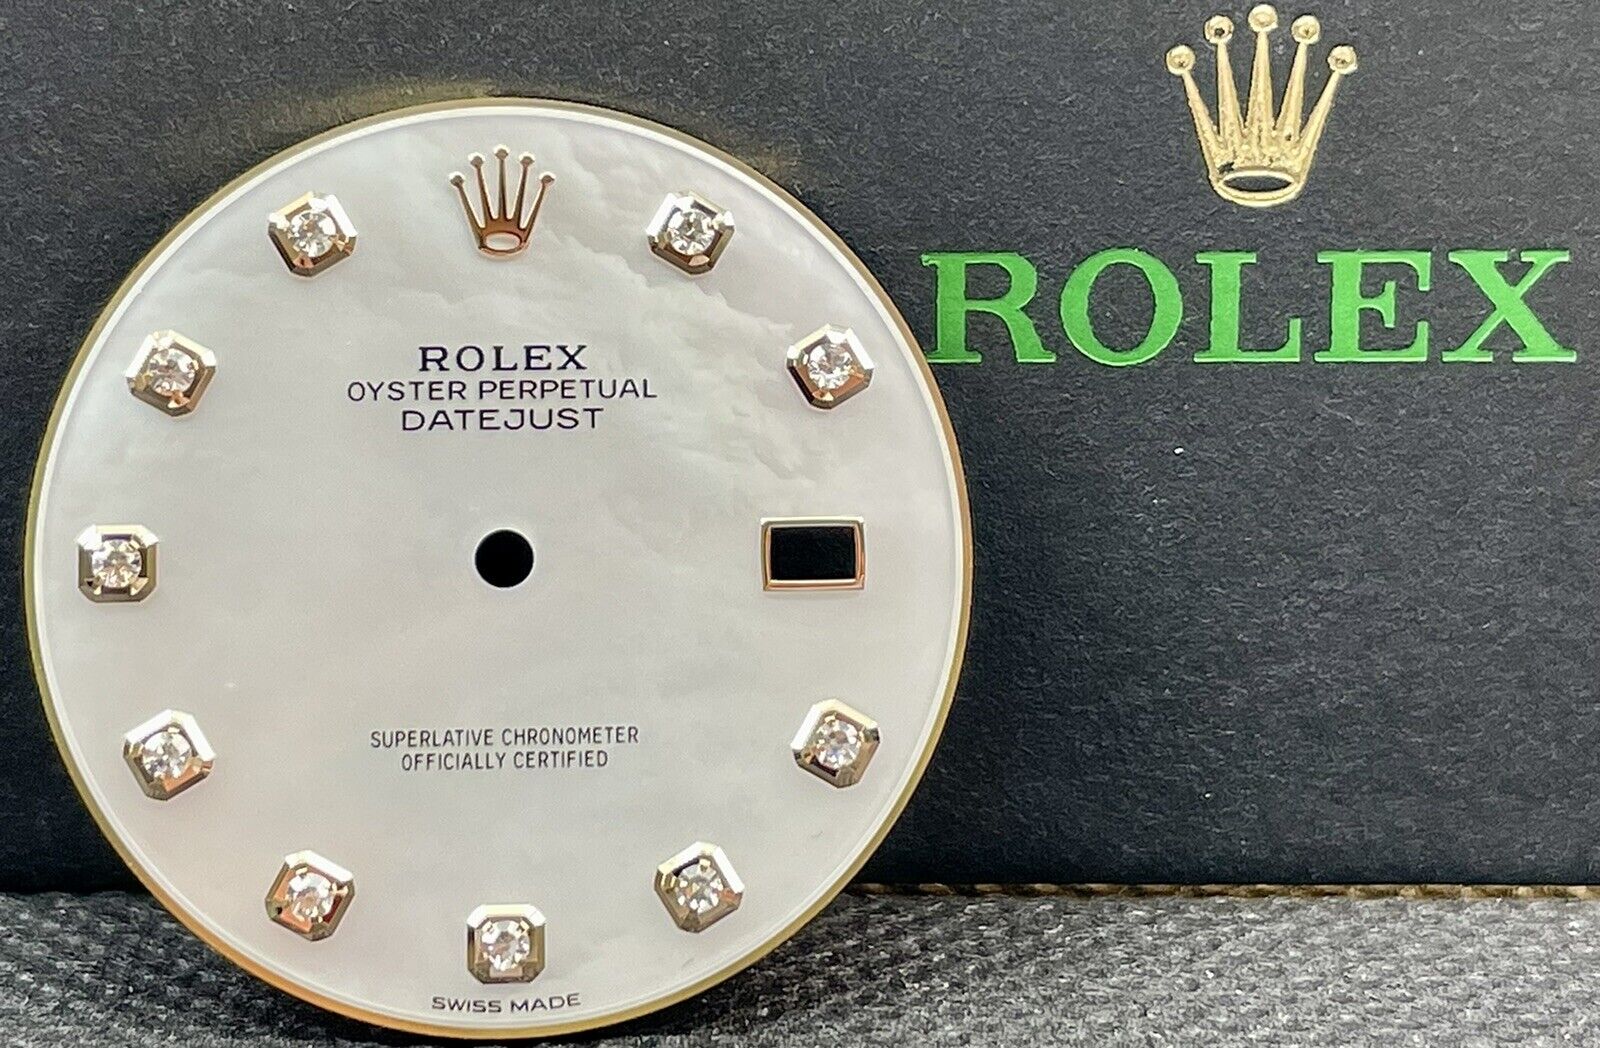 ROLEX
OYSTER PERPETUAL
DATEJUST
SUPERLATIVE CHRONOMETER
OFFICIALLY CERTIFIED
SWISS MADE
ROLEX